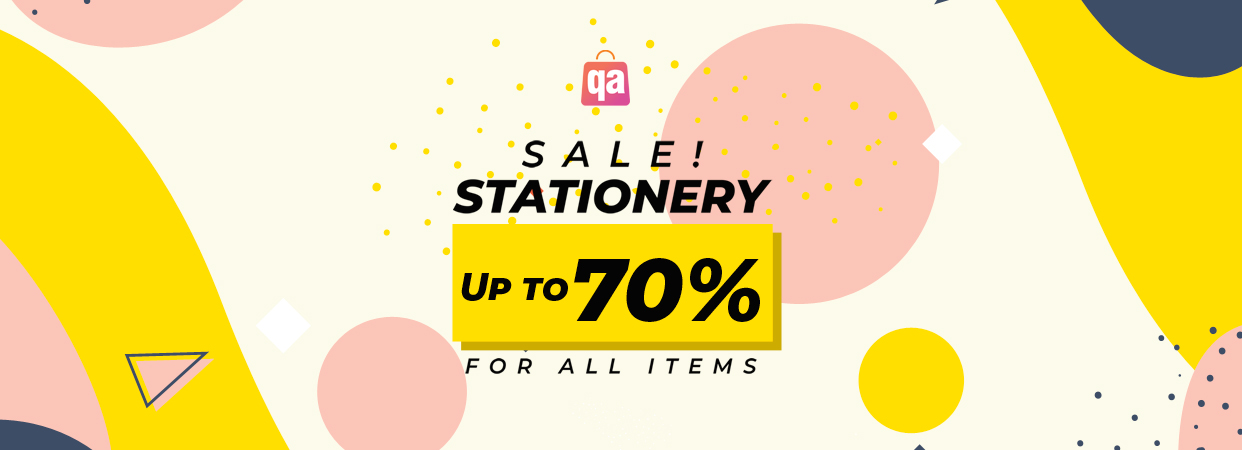 qa
SALE!
STATIONERY
UP TO 70%
FOR ALL ITEMS